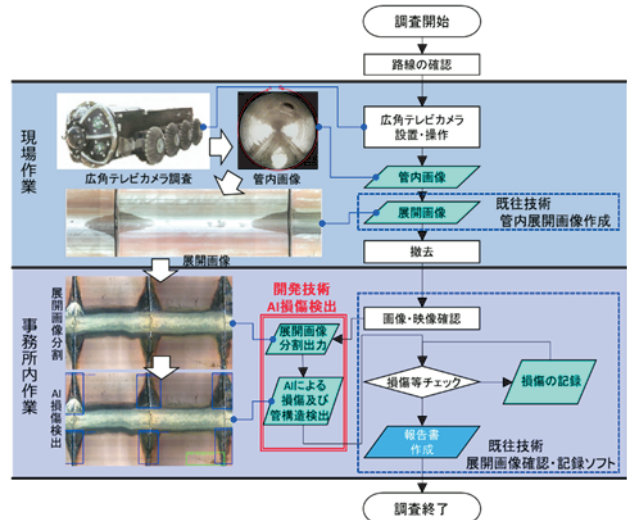 調査開始
路線の確認
現場作業
広角テレビカメラ
設置・操作
広角テレビカメラ調査
管内画像
管内画像
展開画像
既往技術
管内展開画像作成
撤去
展開画像
事務所内作業
展開画像分割
開発技術
AI損傷検出
画像・映像確認
展開画像
分割出力
AI損傷検出
AIによる
損傷及び
管構造検出
損傷等チェック
損傷の記録
報告書
作成
既往技術
展開画像確認・記録ソフト
調査終了